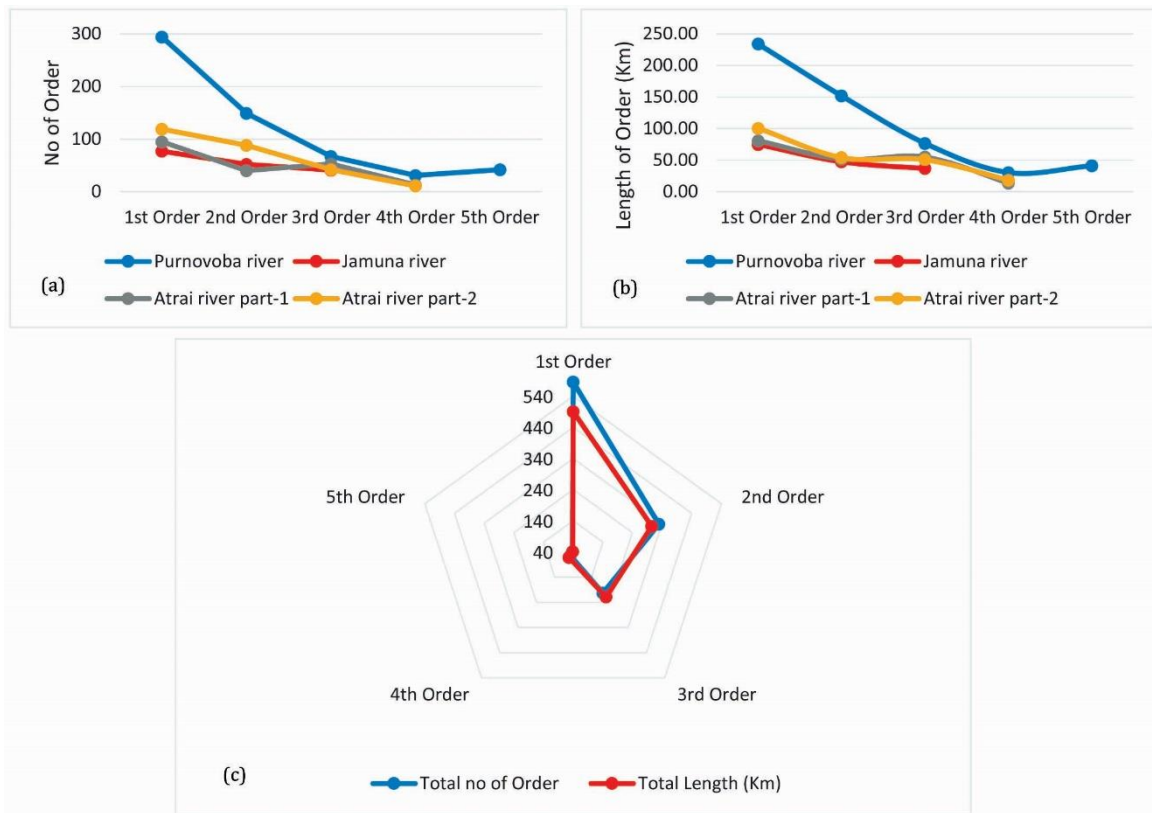 300
200
100
0
No of Order
1st Order 2nd Order 3rd Order 4th Order 5th Order
Purnovoba river Jamuna river
Atrai river part-1 Atrai river part-2
(a)
250.00
200.00
150.00
100.00
50.00
0.00
Length of Order (Km)
1st Order 2nd Order 3rd Order 4th Order 5th Order
Purnovoba river Jamuna river
Atrai river part-1 Atrai river part-2
(b)
1st Order
540
440
340
240
140
40
5th Order 2nd Order
4th Order 3rd Order
(c)
Total no of Order Total Length (Km)